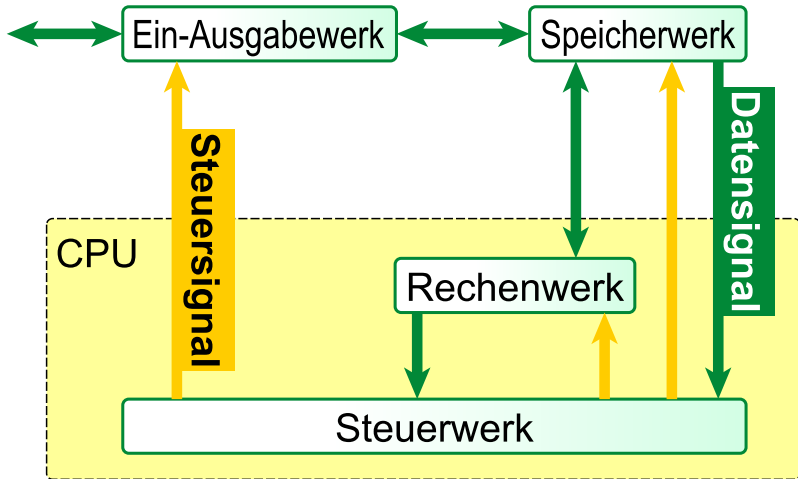 Ein-Ausgabewerk
Speicherwerk
Steuersignal
Datensignal
CPU
Rechenwerk
Steuerwerk